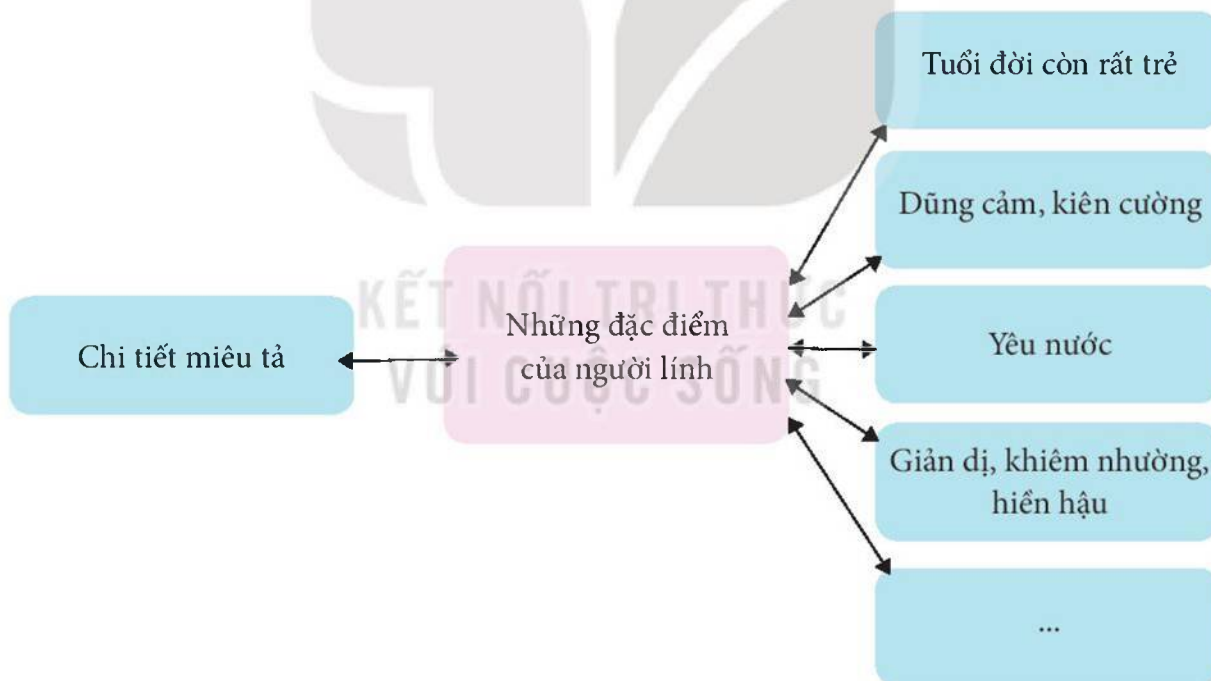 Tuổi đời còn rất trẻ
Dũng cảm, kiên cường
KẾT NỐI TRI THỨC
VỚI CUỘC SỐNG
Chi tiết miêu tả
Những đặc điểm
của người lính
Yêu nước
Giản dị, khiêm nhường,
hiền hậu
...